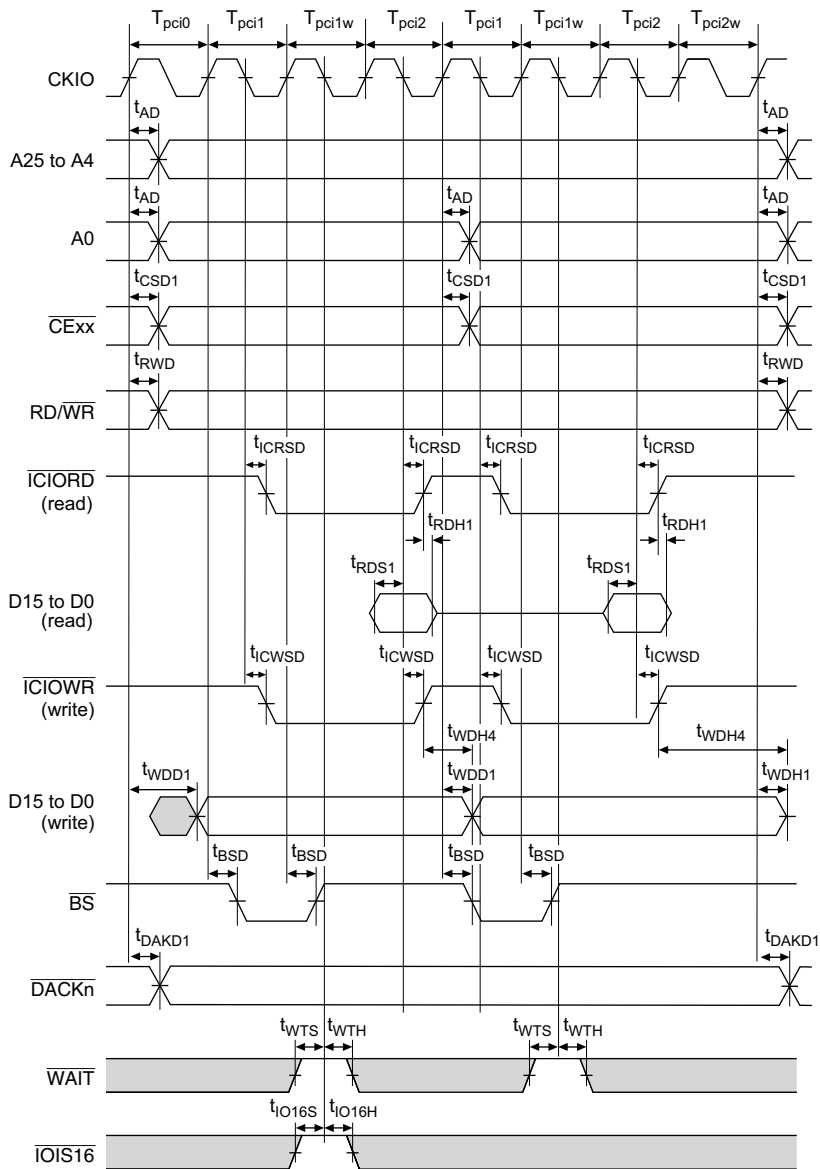 Tpci0 Tpci1 Tpci1w Tpci2 Tpci1 Tpci1w Tpci2 Tpci2w
CKIO
tAD tAD
A25 to A4
tAD tAD tAD
A0
tCSD1 tCSD1 tCSD1
CExx
tRWD tRWD
RD/WR
tICRSD tICRSD tICRSD tICRSD
ICIORD
(read)
tRDH1 tRDH1
tRDS1 tRDS1
D15 to D0
(read)
tICWSD tICWSD tICWSD tICWSD
ICIOWR
(write)
tWDH4 tWDH4
tWDD1 tWDD1 tWDH1
D15 to D0
(write)
tBSD tBSD tBSD tBSD
BS
tDAKD1 tDAKD1
DACKn
tWTS tWTH tWTS tWTH
WAIT
tIO16S tIO16H
IOIS16